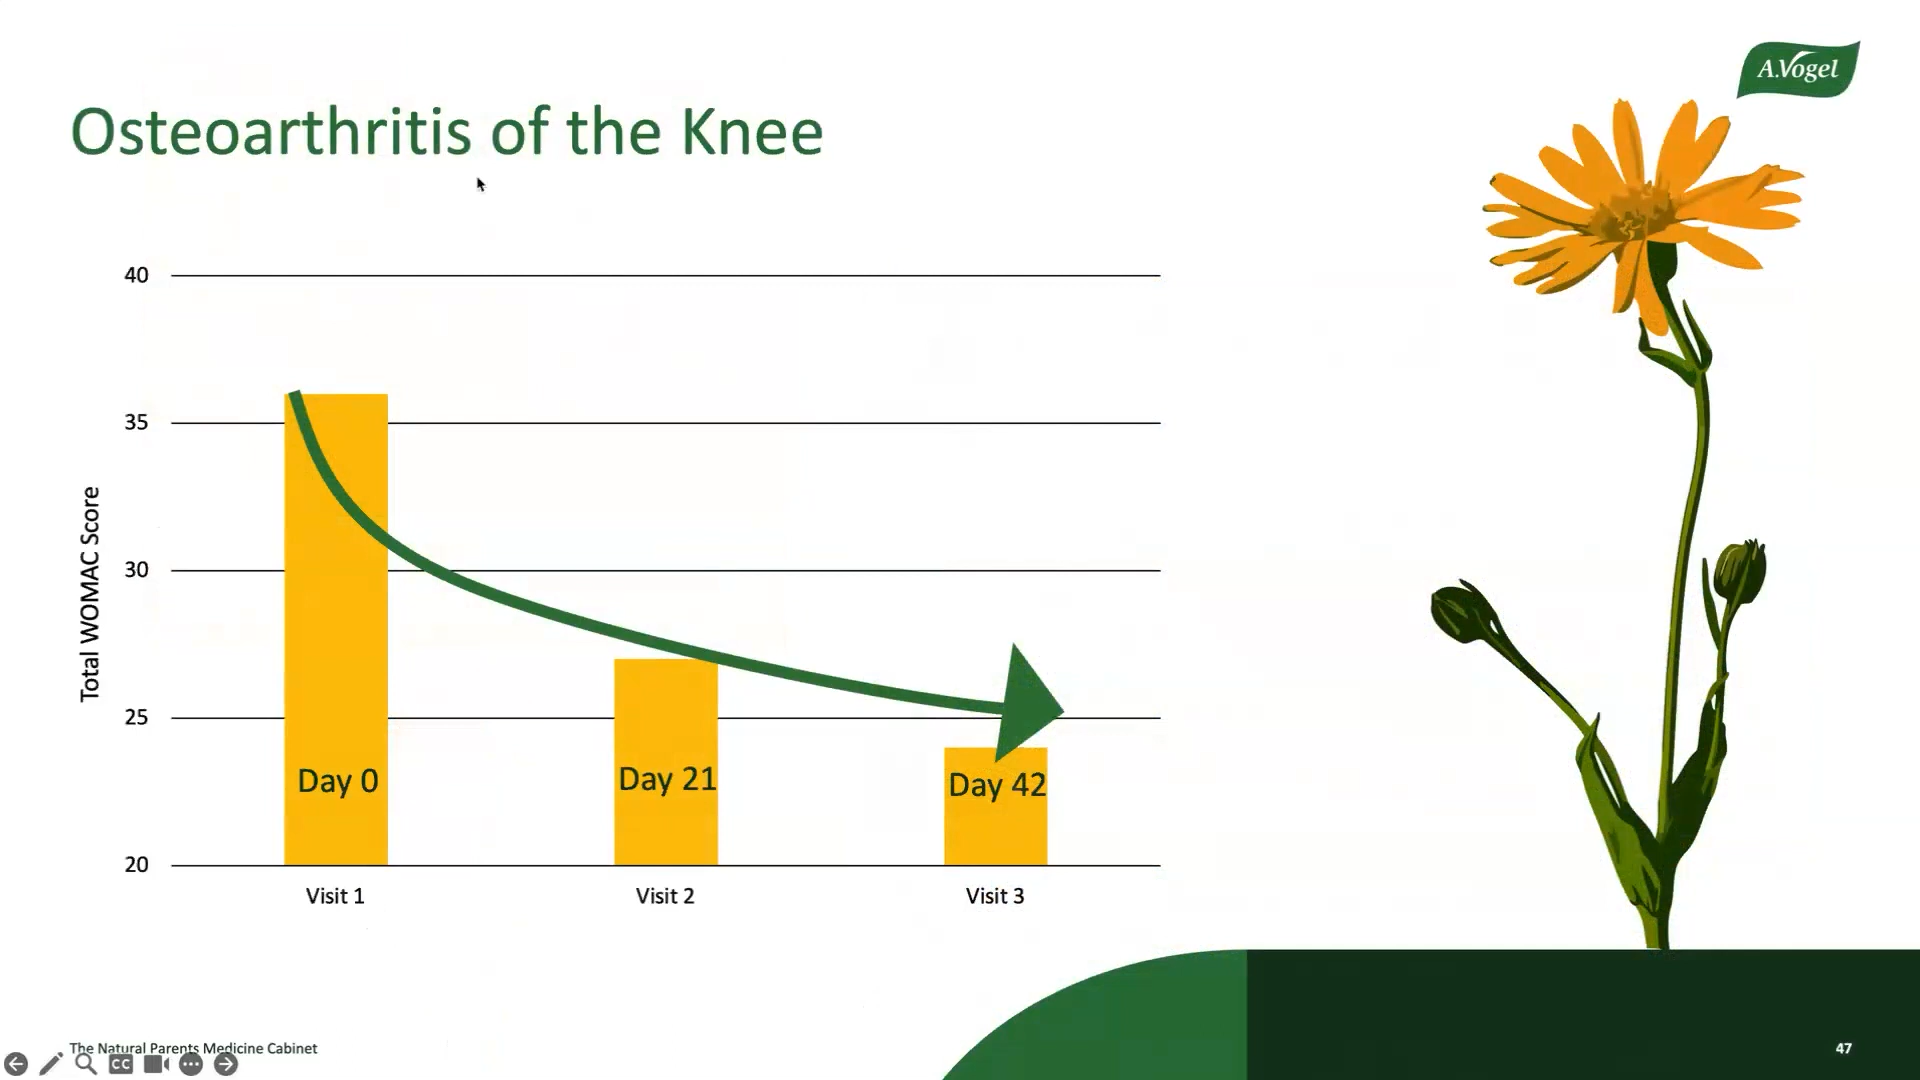 A.Vogel
Osteoarthritis of the Knee
40
35
30
25
20
Total WOMAC Score
Day 0
Day 21
Day 42
Visit 1
Visit 2
Visit 3
The Natural Parents Medicine Cabinet
CC
47